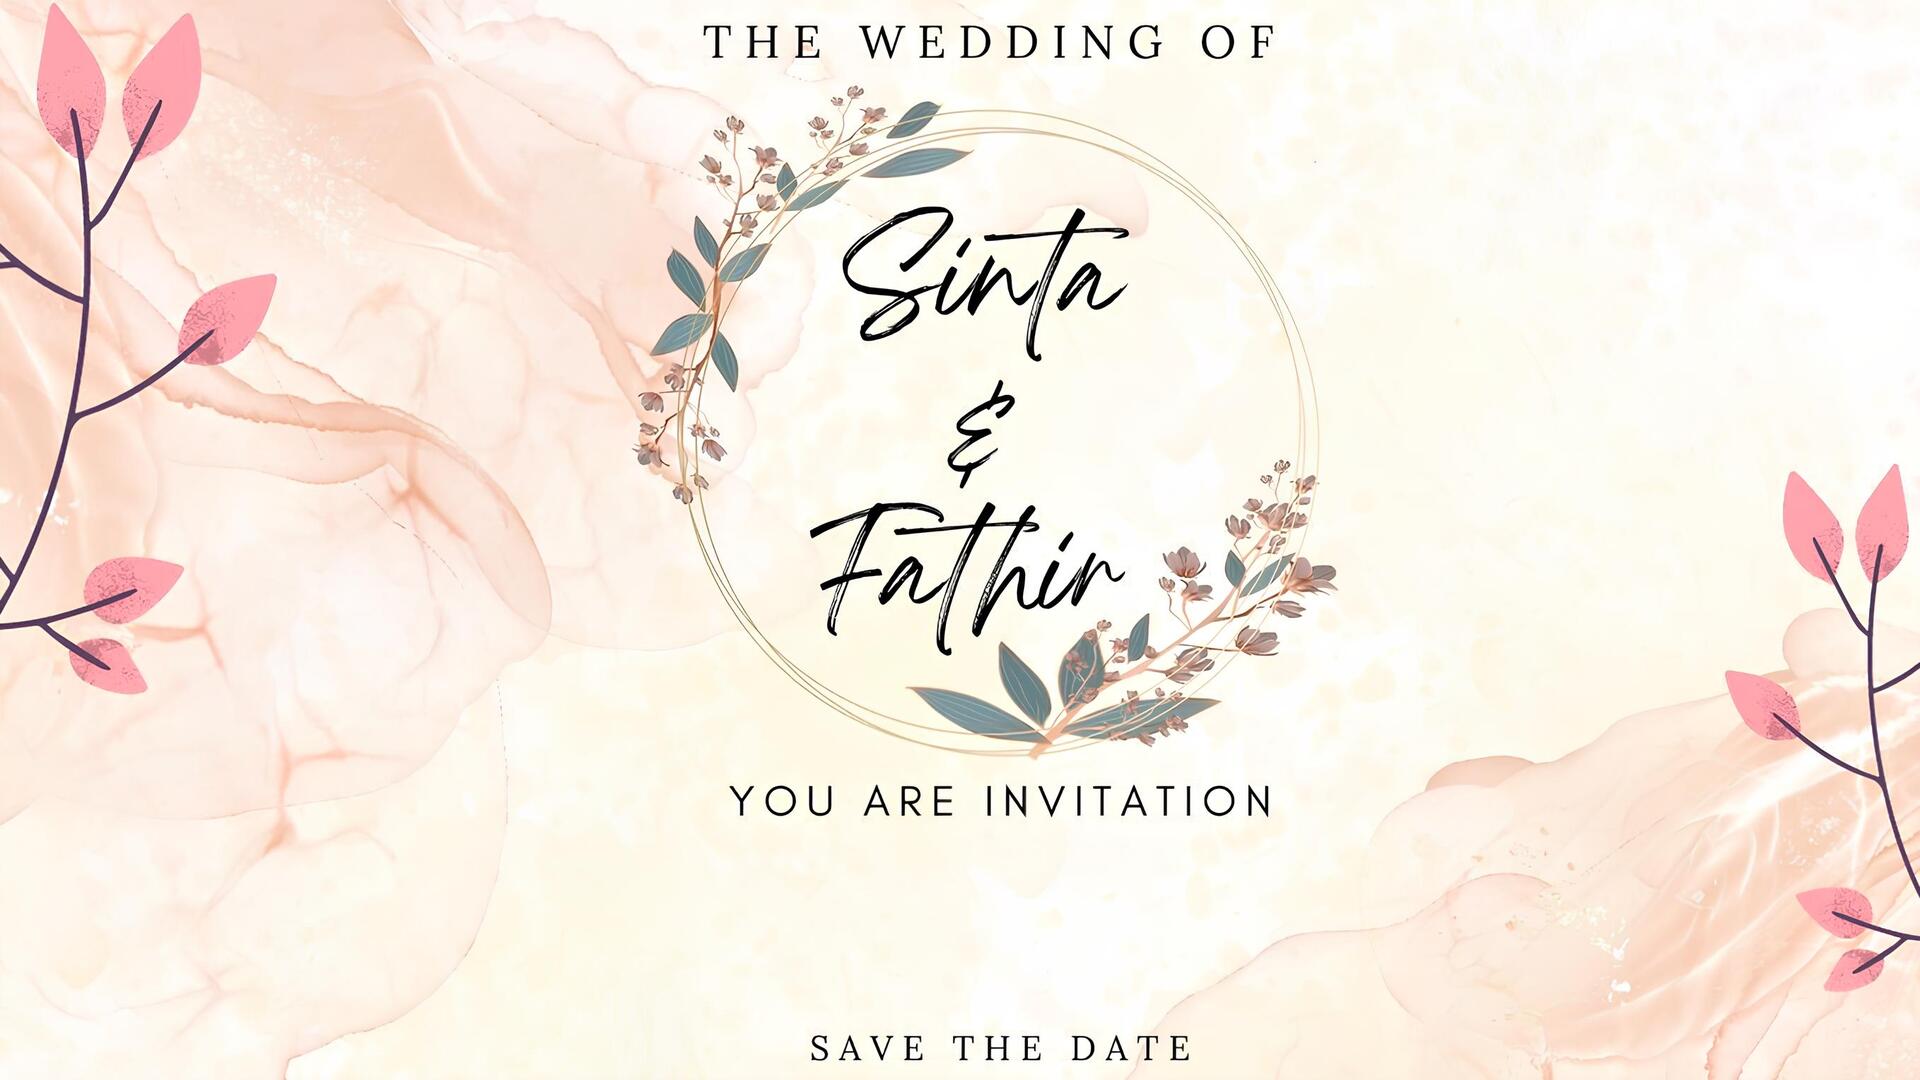 THE WEDDING OF
Sinta
&
Fathir
YOU ARE INVITATION
SAVE THE DATE